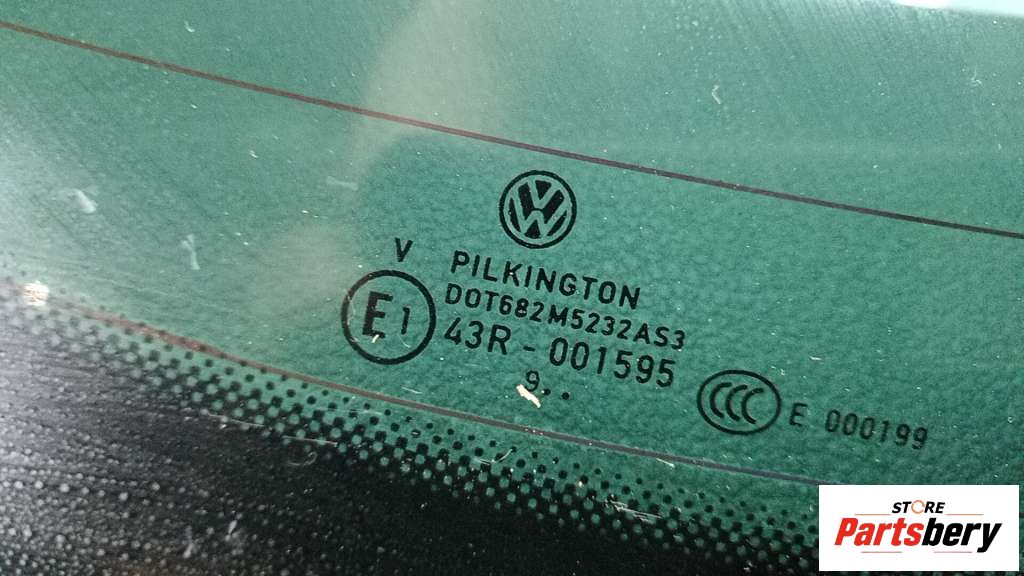 V
PILKINGTON
DOT682M5232AS3
E1
43R - 001595
9..
CCC E 000199
STORE
Partsbery